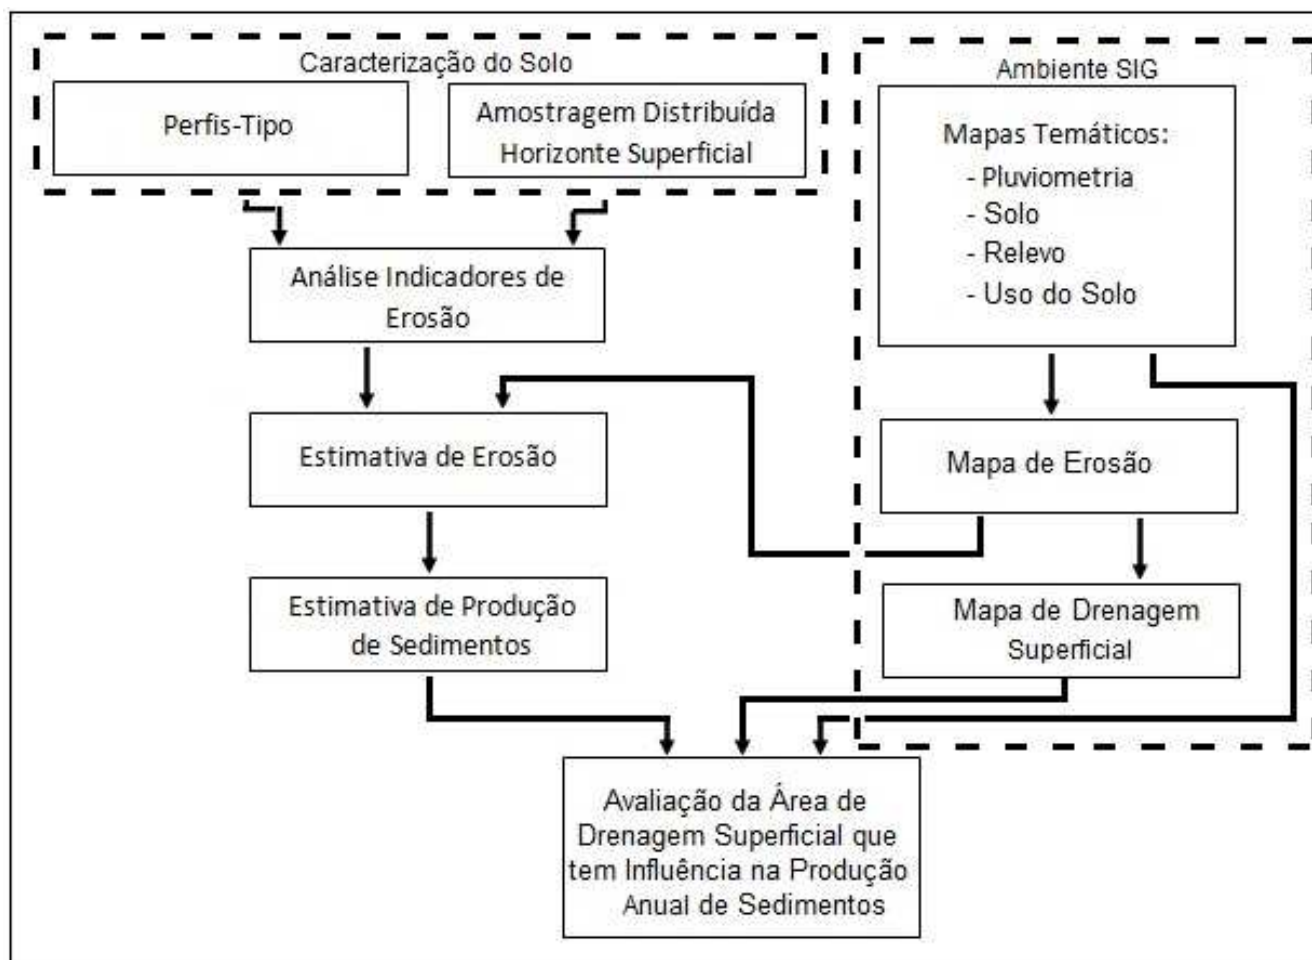 Caracterização do Solo
Perfis-Tipo
Amostragem Distribuída
Horizonte Superficial
Análise Indicadores de
Erosão
Estimativa de Erosão
Estimativa de Produção
de Sedimentos
Ambiente SIG
Mapas Temáticos:
- Pluviometria
- Solo
- Relevo
- Uso do Solo
Mapa de Erosão
Mapa de Drenagem
Superficial
Avaliação da Área de
Drenagem Superficial que
tem Influência na Produção
Anual de Sedimentos